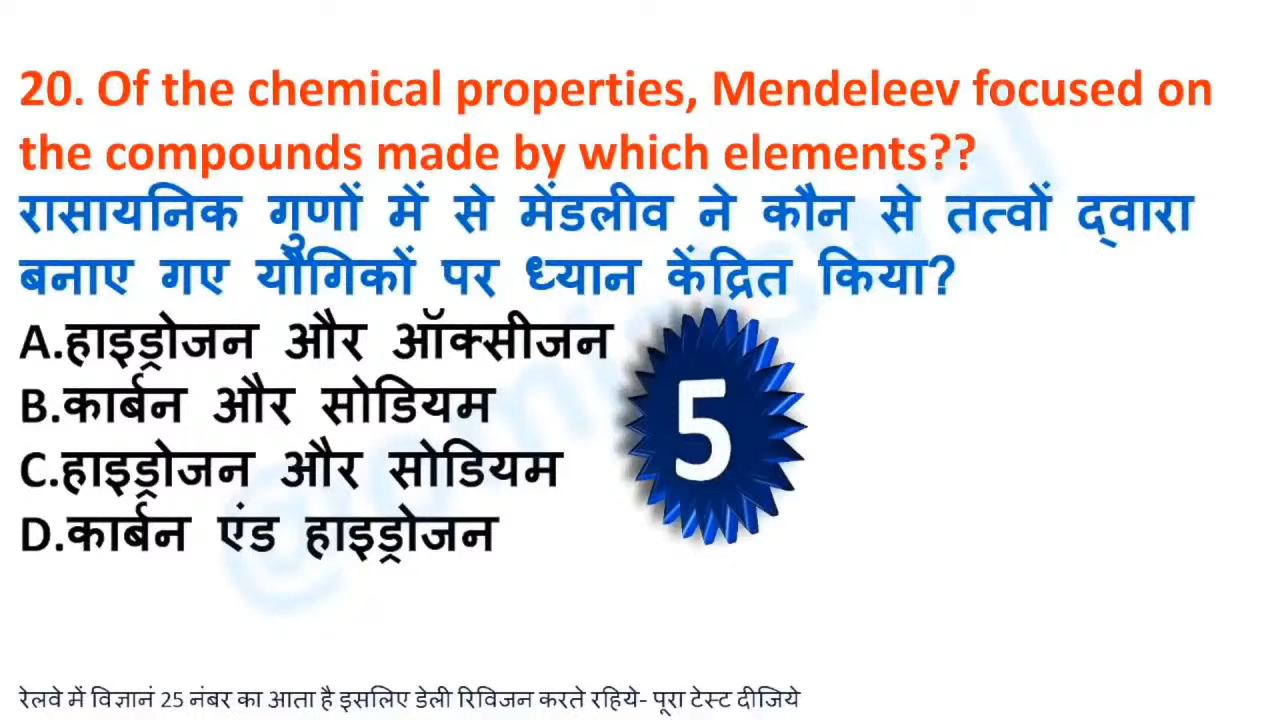 20. Of the chemical properties, Mendeleev focused on
the compounds made by which elements??
रासायनिक गुणों में से मेंडलीव ने कौन से तत्वों द्वारा
बनाए गए यौगिकों पर ध्यान केंद्रित किया?
A.हाइड्रोजन और ऑक्सीजन
B.कार्बन और सोडियम
C.हाइड्रोजन और सोडियम
D.कार्बन एंड हाइड्रोजन
5
रेलवे में विज्ञानं 25 नंबर का आता है इसलिए डेली रिविजन करते रहिये- पूरा टेस्ट दीजिये